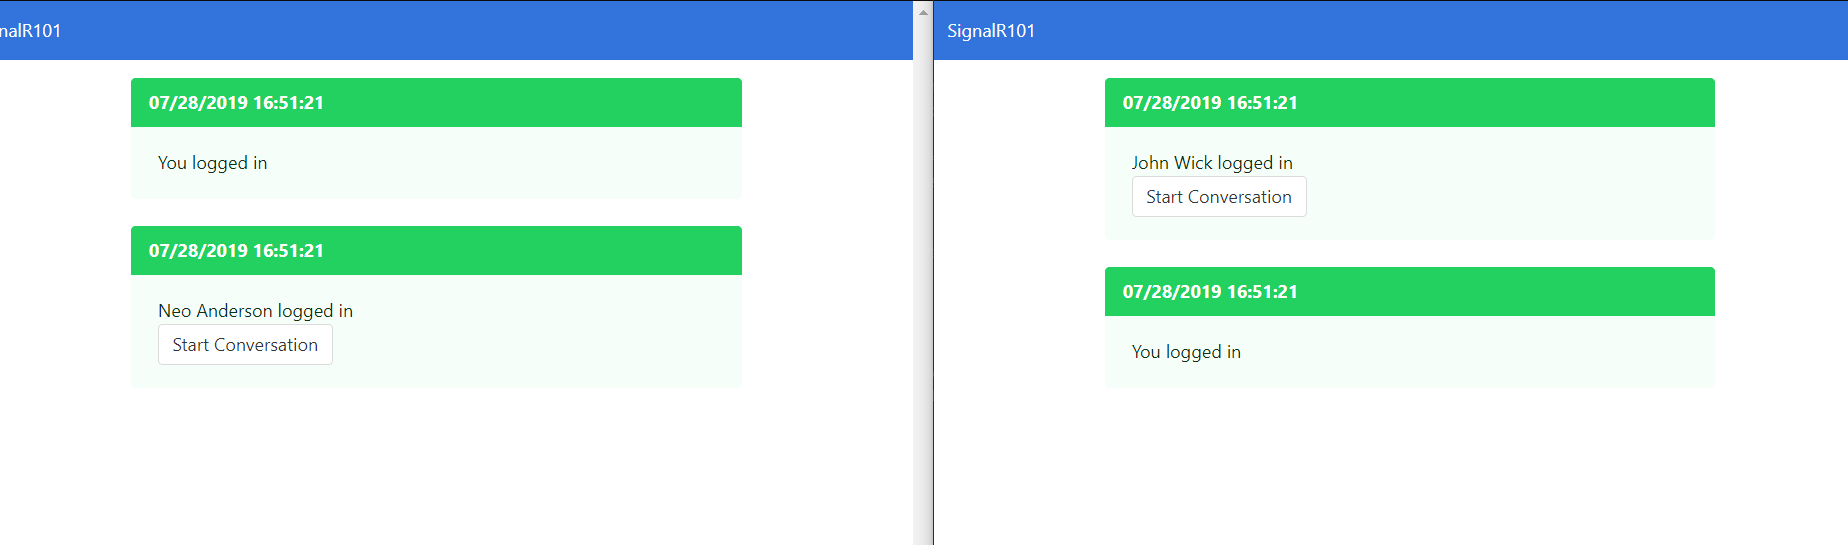 nalR101
07/28/2019 16:51:21
You logged in
07/28/2019 16:51:21
Neo Anderson logged in
Start Conversation
SignalR101
07/28/2019 16:51:21
John Wick logged in
Start Conversation
07/28/2019 16:51:21
You logged in